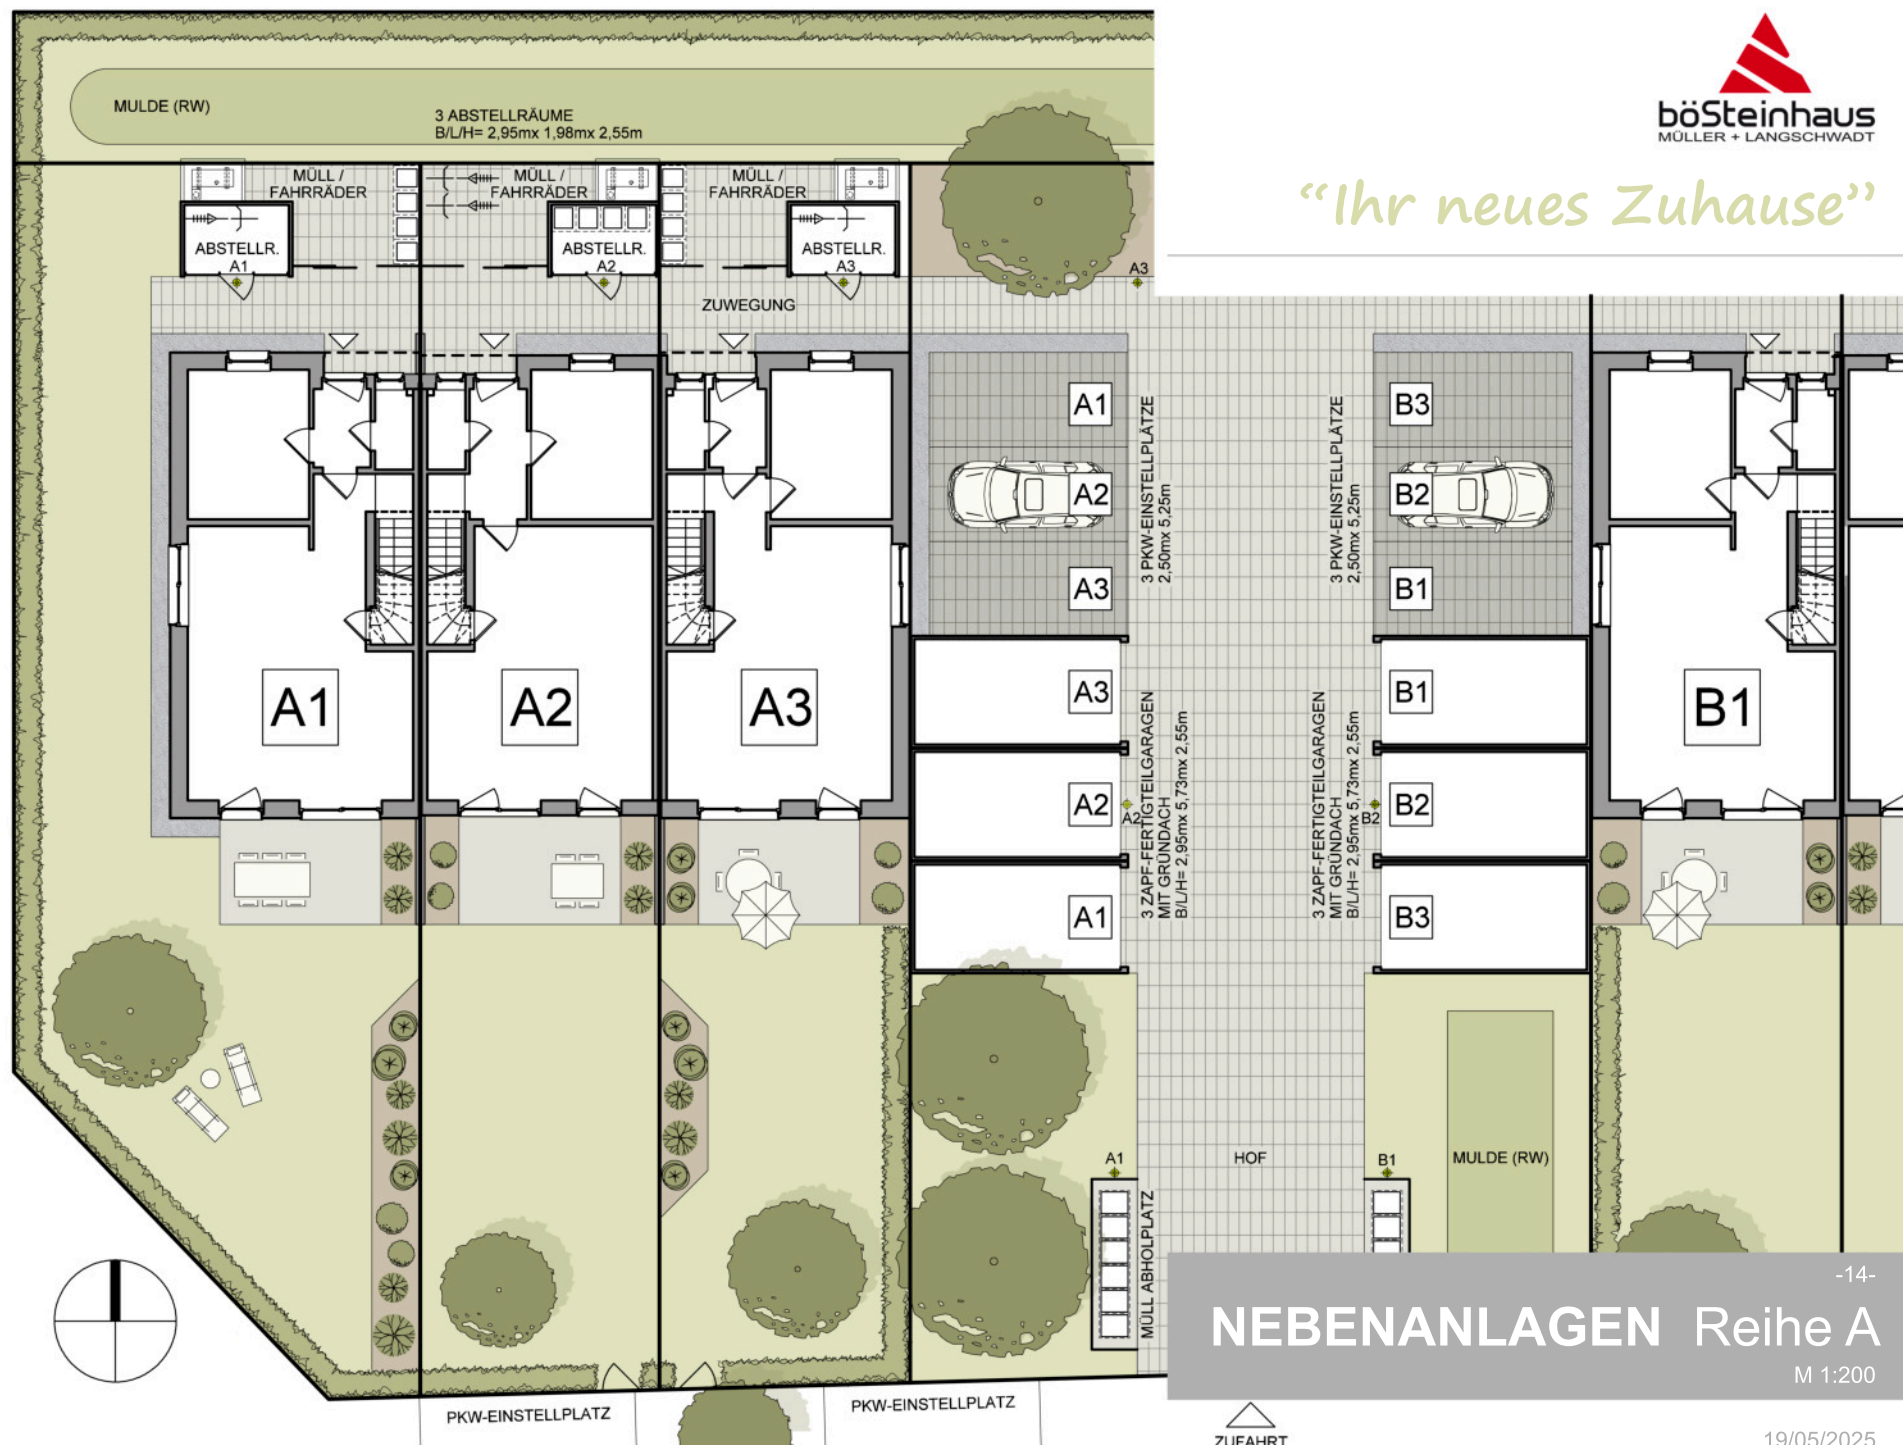 böSteinhaus
MÜLLER + LANGSCHWADT
“Ihr neues Zuhause”
MULDE (RW)
3 ABSTELLRÄUME
B/L/H= 2,95mx 1,98mx 2,55m
MÜLL /
FAHRRÄDER
MÜLL /
FAHRRÄDER
MÜLL /
FAHRRÄDER
ABSTELLR.
A1
ABSTELLR.
A2
ABSTELLR.
A3
A3
ZUWEGUNG
A1
A2
A3
3 PKW-EINSTELLPLÄTZE
2,50mx 5,25m
3 PKW-EINSTELLPLÄTZE
2,50mx 5,25m
B3
B2
B1
A1
A2
A3
B1
A3
A2
A1
A2
3 ZAPF-FERTIGTEILGARAGEN
MIT GRÜNDACH
B/L/H= 2,95mx 5,73mx 2,55m
3 ZAPF-FERTIGTEILGARAGEN
MIT GRÜNDACH
B/L/H= 2,95mx 5,73mx 2,55m
B2
B1
B2
B3
A1
HOF
B1
MULDE (RW)
MÜLL ABHOLPLATZ
-14-
NEBENANLAGEN Reihe A
M 1:200
PKW-EINSTELLPLATZ
PKW-EINSTELLPLATZ
ZUFAHRT
19/05/2025